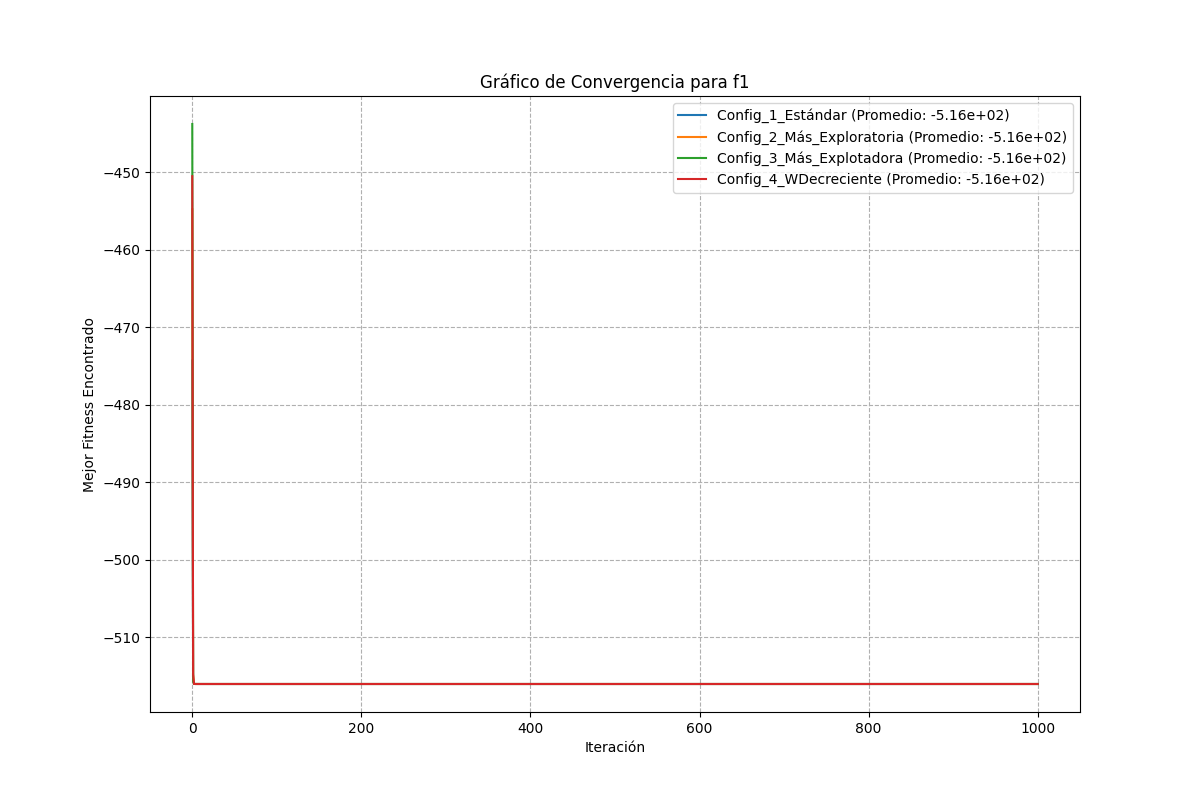 Gráfico de Convergencia para f1
Config_1_Estándar (Promedio: -5.16e+02)
Config_2_Más_Exploratoria (Promedio: -5.16e+02)
Config_3_Más_Explotadora (Promedio: -5.16e+02)
Config_4_WDecreciente (Promedio: -5.16e+02)
Mejor Fitness Encontrado
−450
−460
−470
−480
−490
−500
−510
0 200 400 600 800 1000
Iteración